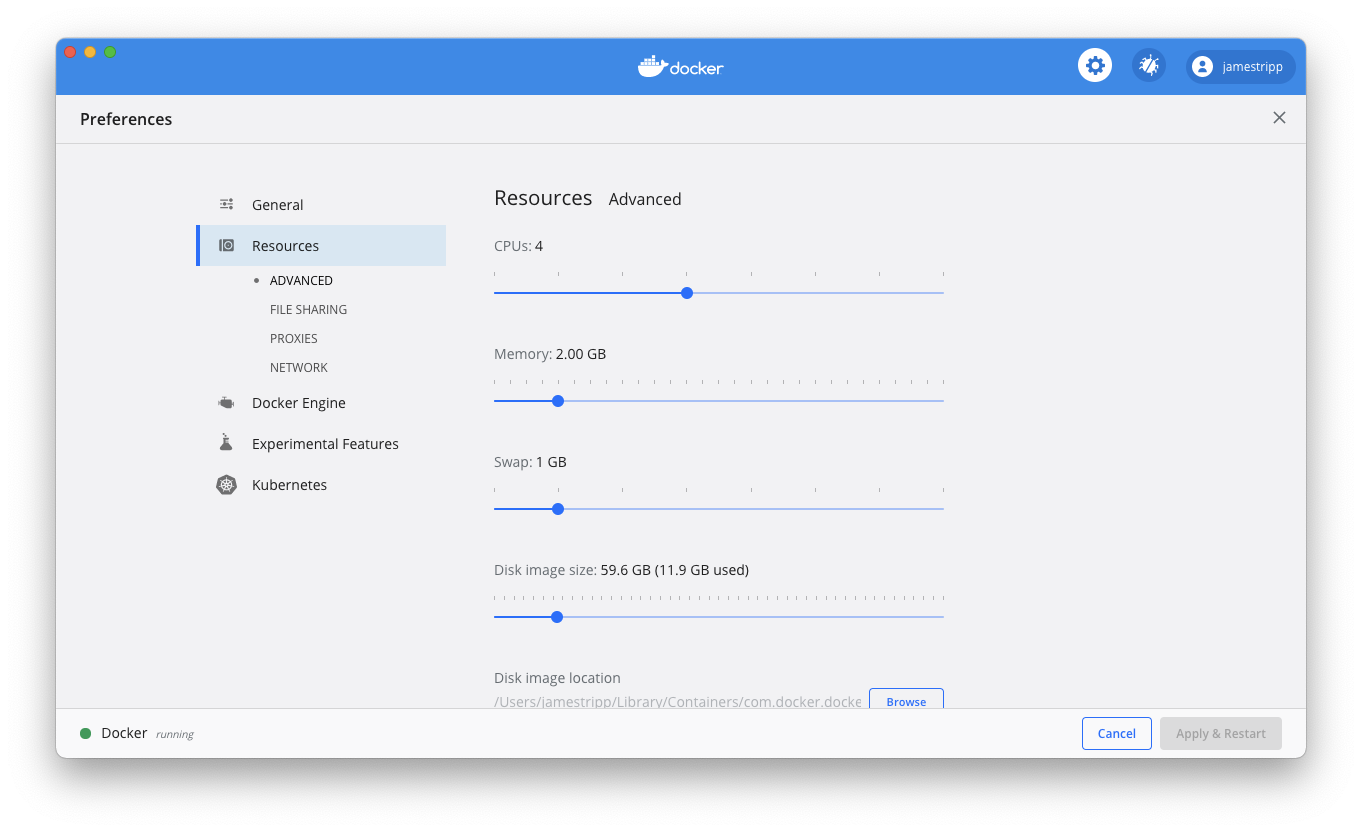 docker
jamestripp
Preferences
General
Resources
ADVANCED
FILE SHARING
PROXIES
NETWORK
Docker Engine
Experimental Features
Kubernetes
Resources Advanced
CPUs: 4
Memory: 2.00 GB
Swap: 1 GB
Disk image size: 59.6 GB (11.9 GB used)
Disk image location
/Users/jamestripp/Library/Containers/com.docker.docke
Browse
Docker running
Cancel
Apply & Restart